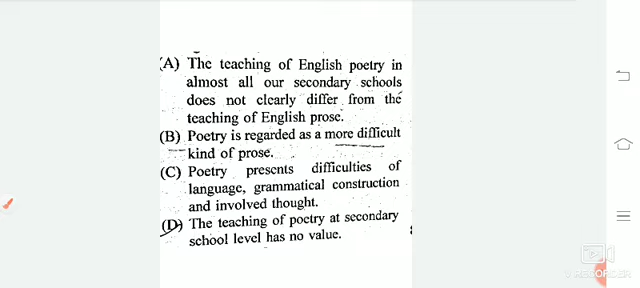 (A) The teaching of English poetry in
almost all our secondary schools
does not clearly differ from the
teaching of English prose.
(B) Poetry is regarded as a more difficult
kind of prose.
(C) Poetry presents difficulties of
language, grammatical construction
and involved thought.
(D) The teaching of poetry at secondary
school level has no value.
RECORDER